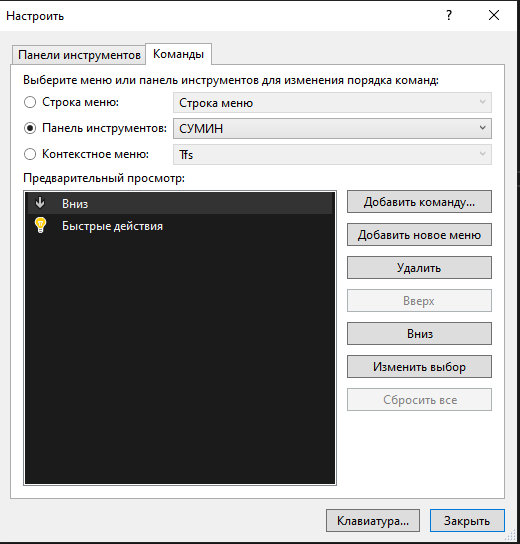 Настроить
Панели инструментов
Команды
Выберите меню или панель инструментов для изменения порядка команд:
Строка меню:
Строка меню
Панель инструментов:
СУМИН
Контекстное меню:
Tfs
Предварительный просмотр:
Вниз
Быстрые действия
Добавить команду...
Добавить новое меню
Удалить
Вверх
Вниз
Изменить выбор
Сбросить все
Клавиатура...
Закрыть